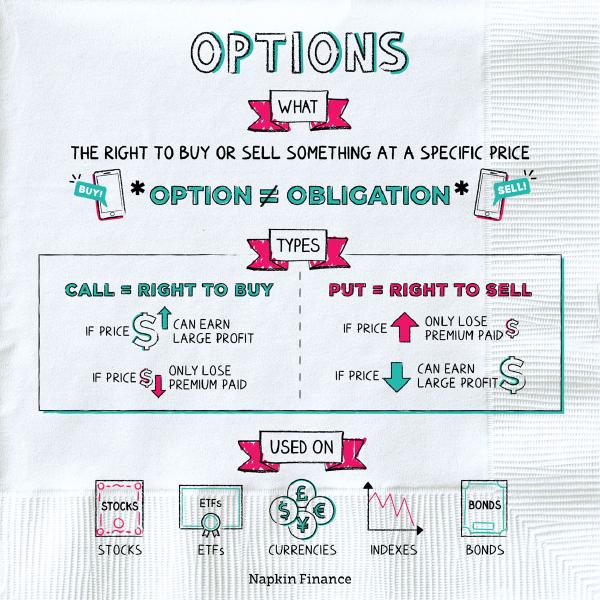 OPTIONS
WHAT
THE RIGHT TO BUY OR SELL SOMETHING AT A SPECIFIC PRICE
BUY!
* OPTION ≠ OBLIGATION *
SELL!
TYPES
CALL = RIGHT TO BUY
IF PRICE $ CAN EARN
LARGE PROFIT
IF PRICE $ ONLY LOSE
PREMIUM PAID
PUT = RIGHT TO SELL
IF PRICE ONLY LOSE
PREMIUM PAID $
IF PRICE CAN EARN
LARGE PROFIT $
USED ON
STOCKS
STOCKS
ETFs
ETFs
£
$ €
¥
CURRENCIES
INDEXES
BONDS
BONDS
Napkin Finance